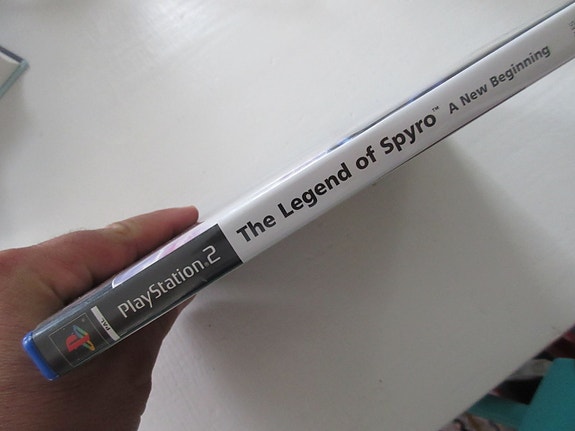 PAL
PlayStation®2
The Legend of Spyro™ A New Beginning